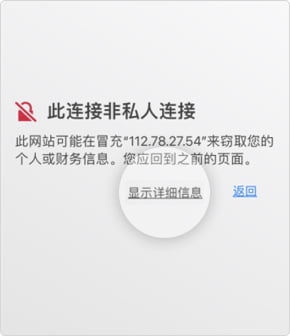 此连接非私人连接
此网站可能在冒充“112.78.27.54”来窃取您的
个人或财务信息。您应回到之前的页面。
显示详细信息 返回